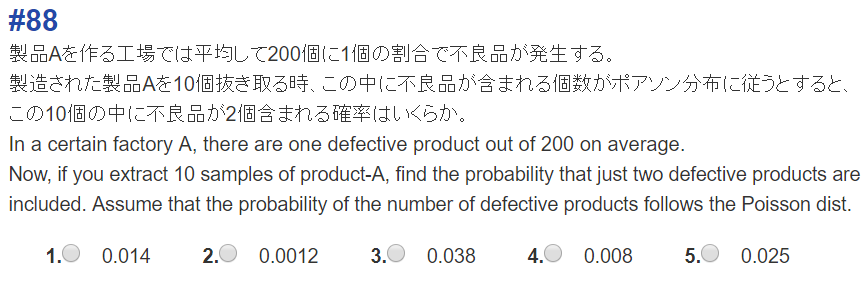 #88
製品Aを作る工場では平均して200個に1個の割合で不良品が発生する。
製造された製品Aを10個抜き取る時、この中に不良品が含まれる個数がポアソン分布に従うとすると、
この10個の中に不良品が2個含まれる確率はいくらか。
In a certain factory A, there are one defective product out of 200 on average.
Now, if you extract 10 samples of product-A, find the probability that just two defective products are
included. Assume that the probability of the number of defective products follows the Poisson dist.
1. 0.014 2. 0.0012 3. 0.038 4. 0.008 5. 0.025